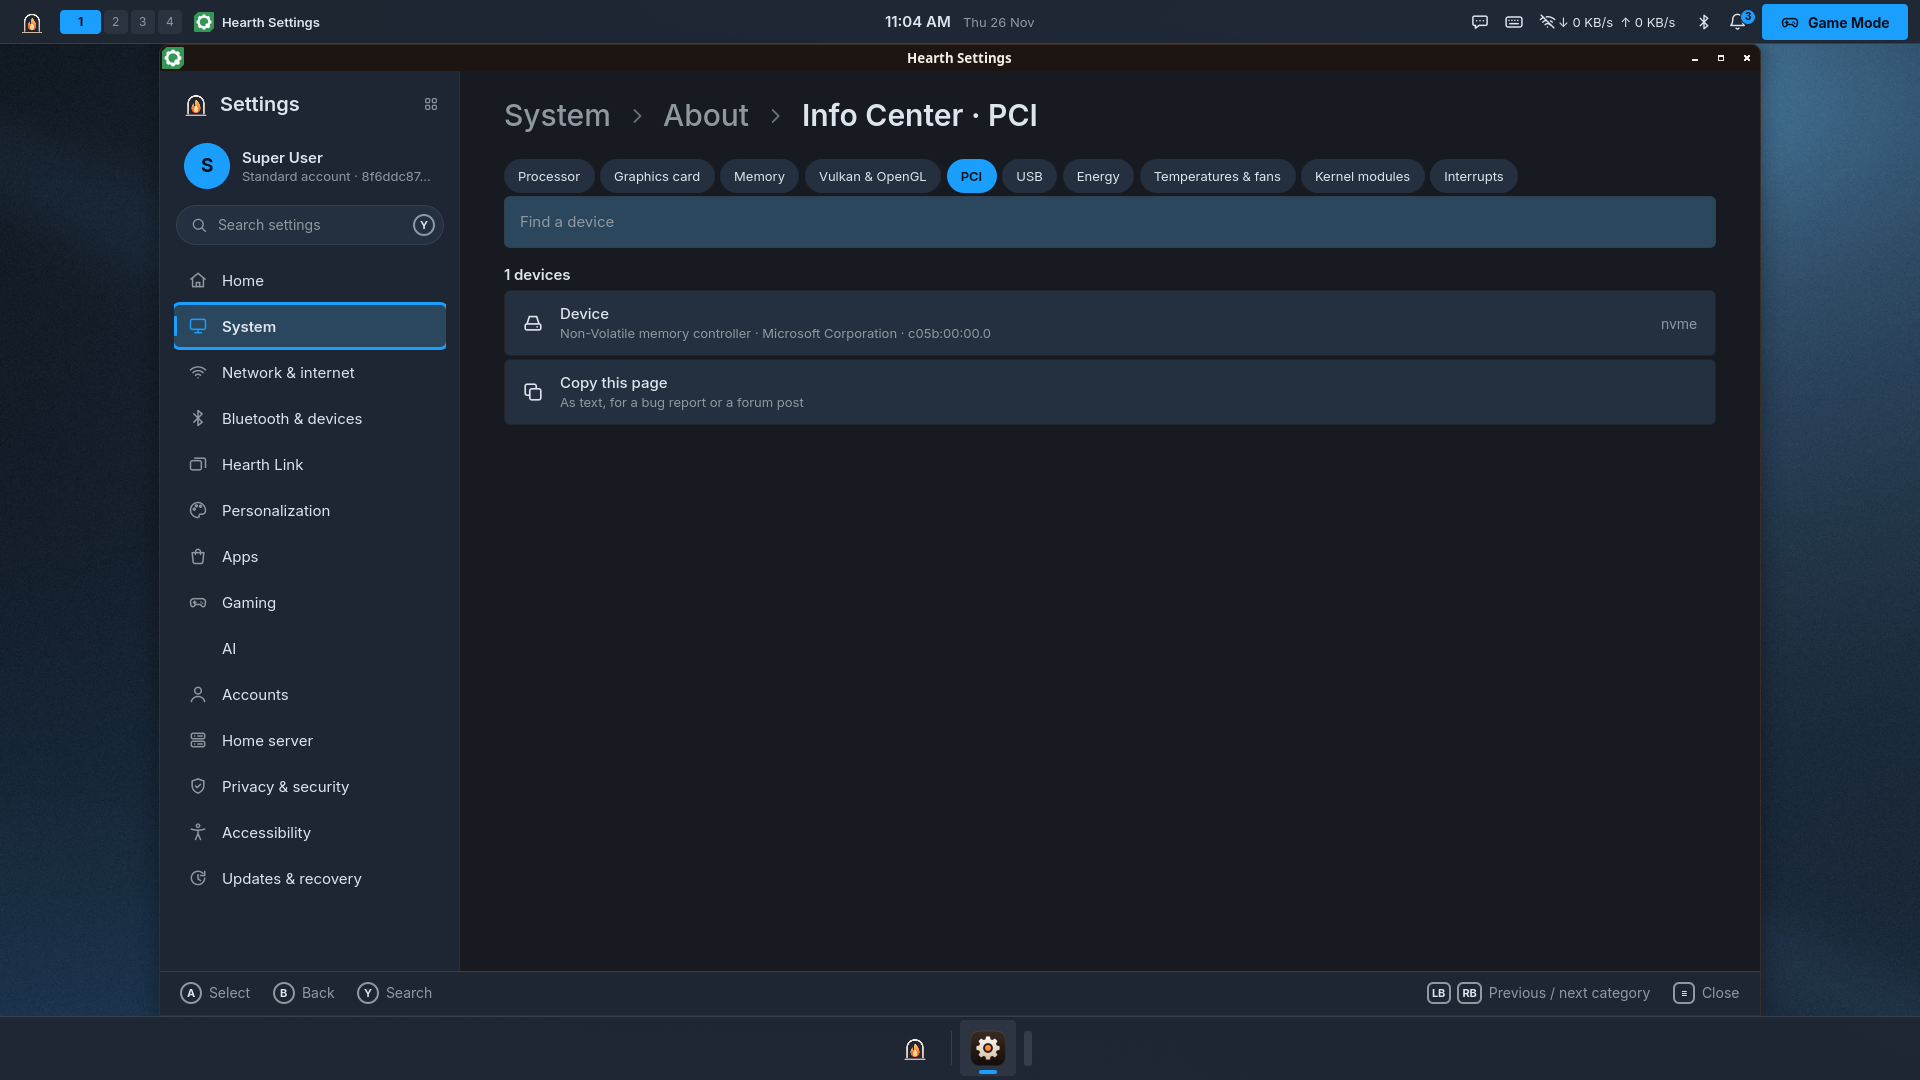 1 2 3 4 Hearth Settings 11:04 AM Thu 26 Nov 0 KB/s 0 KB/s 3 Game Mode
Hearth Settings
Settings
S Super User
Standard account · 8f6ddc87...
Search settings Y
Home
System
Network & internet
Bluetooth & devices
Hearth Link
Personalization
Apps
Gaming
AI
Accounts
Home server
Privacy & security
Accessibility
Updates & recovery
System > About > Info Center · PCI
Processor Graphics card Memory Vulkan & OpenGL PCI USB Energy Temperatures & fans Kernel modules Interrupts
Find a device
1 devices
Device
Non-Volatile memory controller · Microsoft Corporation · c05b:00:00.0
nvme
Copy this page
As text, for a bug report or a forum post
A Select B Back Y Search LB RB Previous / next category Close